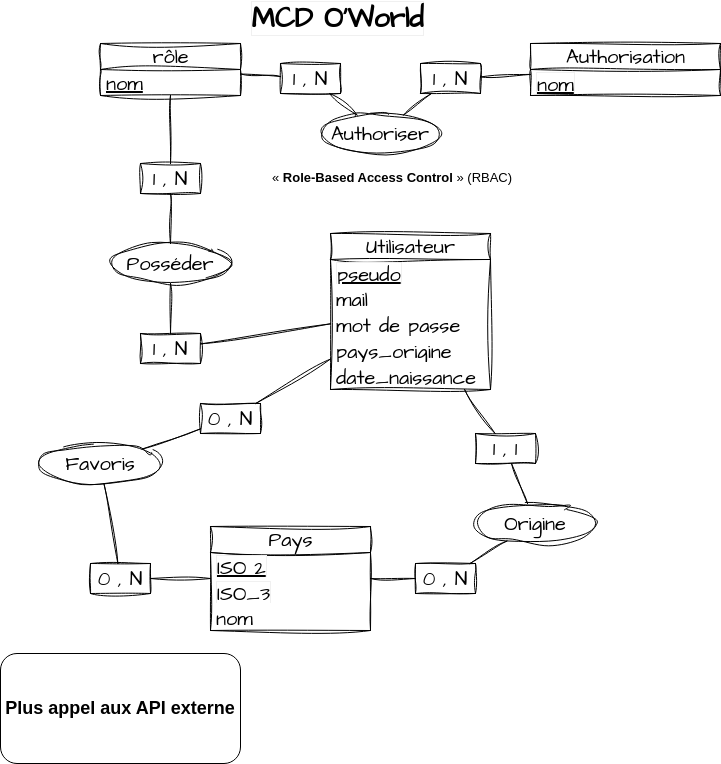 MCD O'World
rôle
nom
1 , N
1 , N
Authorisation
nom
Authoriser
« Role-Based Access Control » (RBAC)
1 , N
Posséder
1 , N
Utilisateur
pseudo
mail
mot de passe
pays_origine
date_naissance
0 , N
1 , 1
Favoris
Origine
Pays
ISO_2
ISO_3
nom
0 , N
0 , N
Plus appel aux API externe